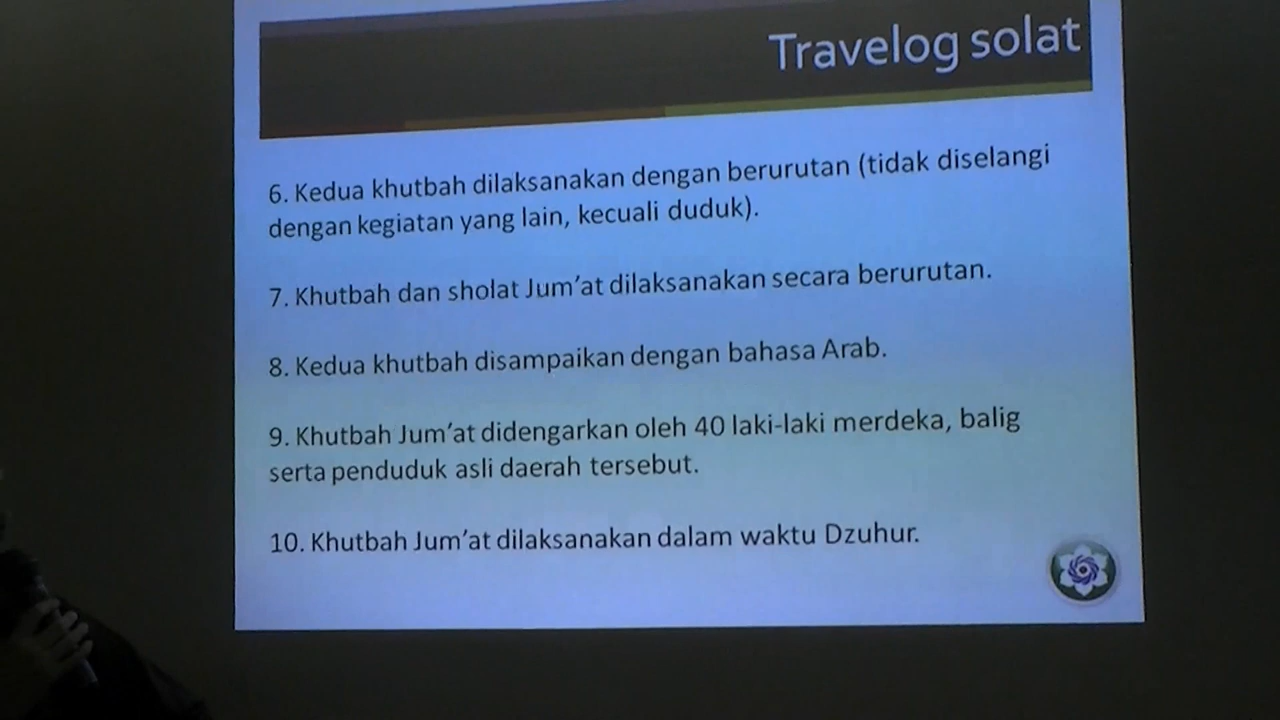 Travelog solat
6. Kedua khutbah dilaksanakan dengan berurutan (tidak diselangi
dengan kegiatan yang lain, kecuali duduk).
7. Khutbah dan sholat Jum'at dilaksanakan secara berurutan.
8. Kedua khutbah disampaikan dengan bahasa Arab.
9. Khutbah Jum'at didengarkan oleh 40 laki-laki merdeka, balig
serta penduduk asli daerah tersebut.
10. Khutbah Jum'at dilaksanakan dalam waktu Dzuhur.